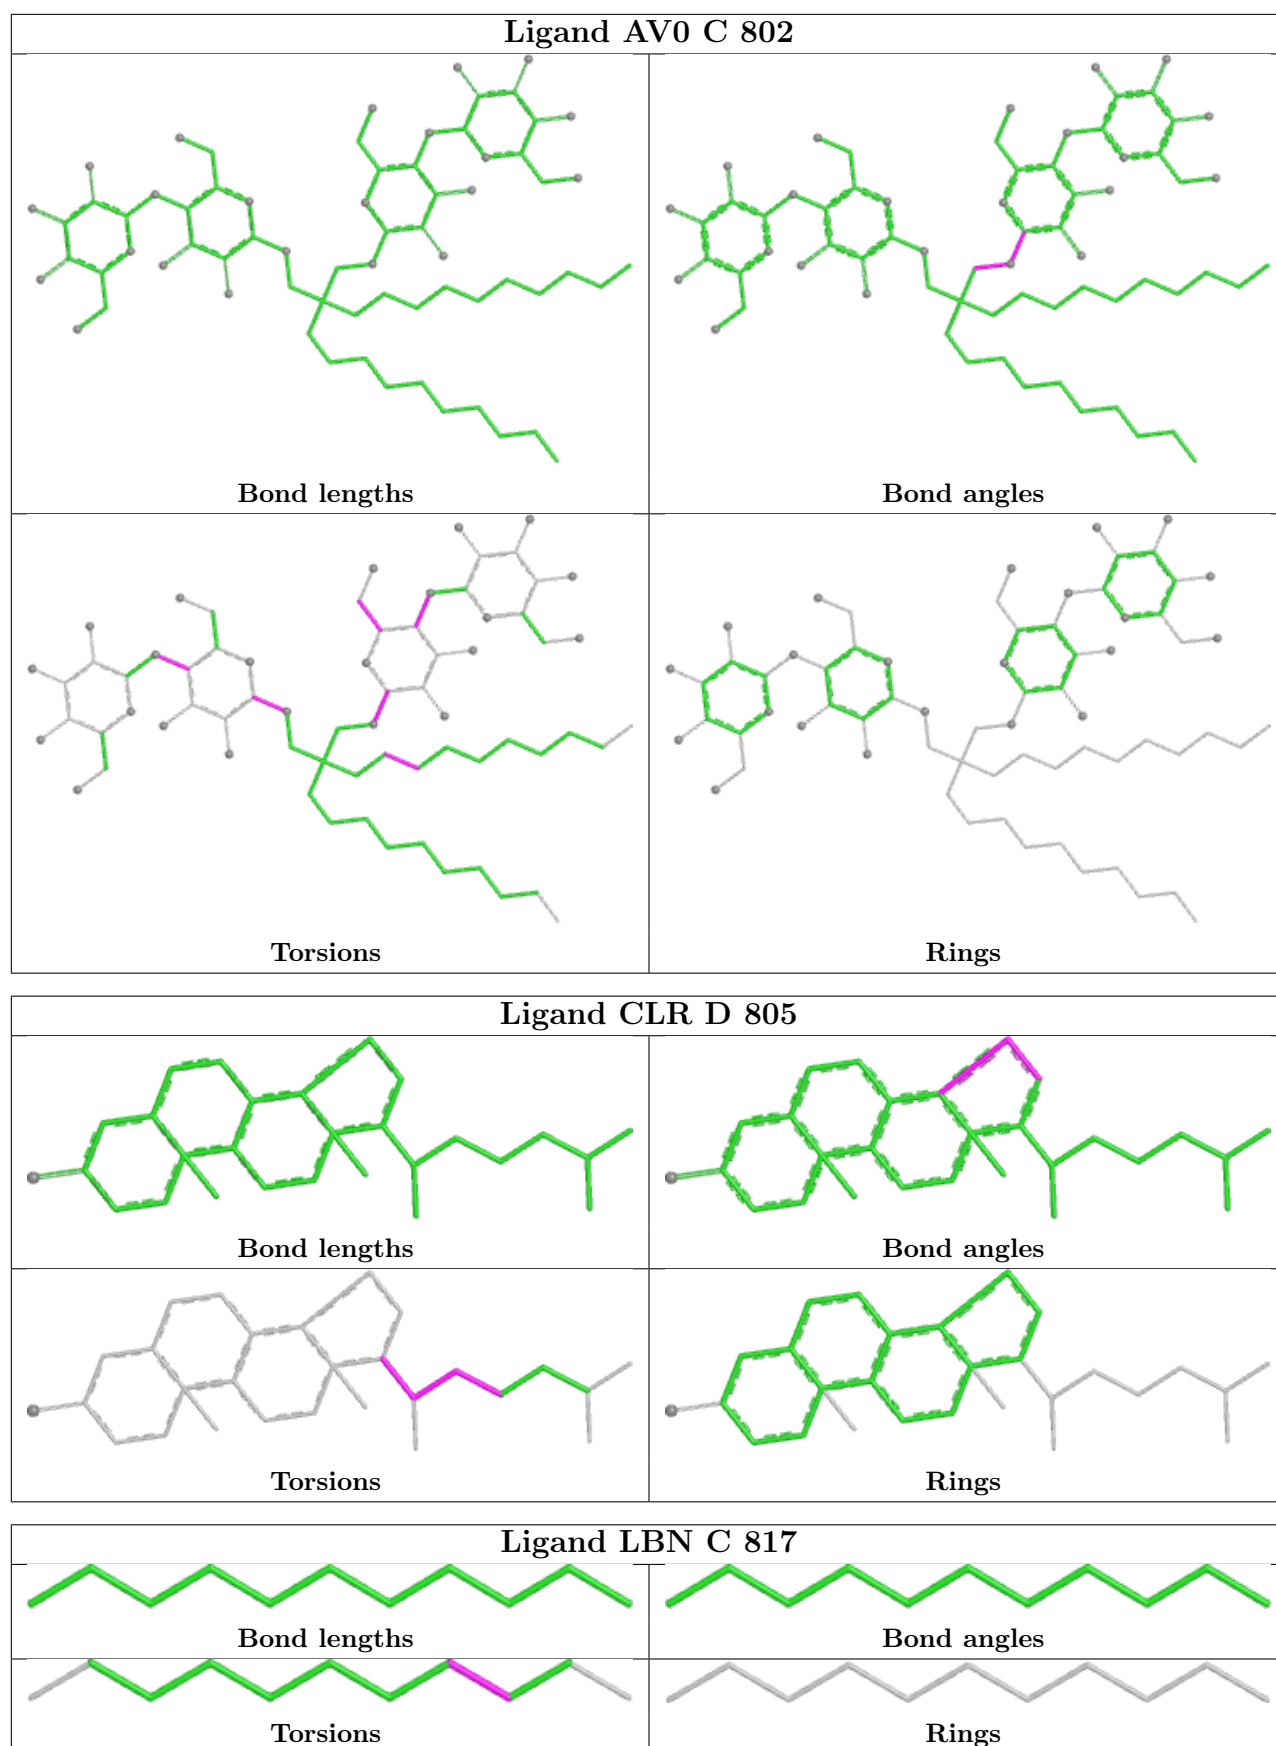 Ligand AV0 C 802
Bond lengths
Bond angles
Torsions
Rings
Ligand CLR D 805
Bond lengths
Bond angles
Torsions
Rings
Ligand LBN C 817
Bond lengths
Bond angles
Torsions
Rings